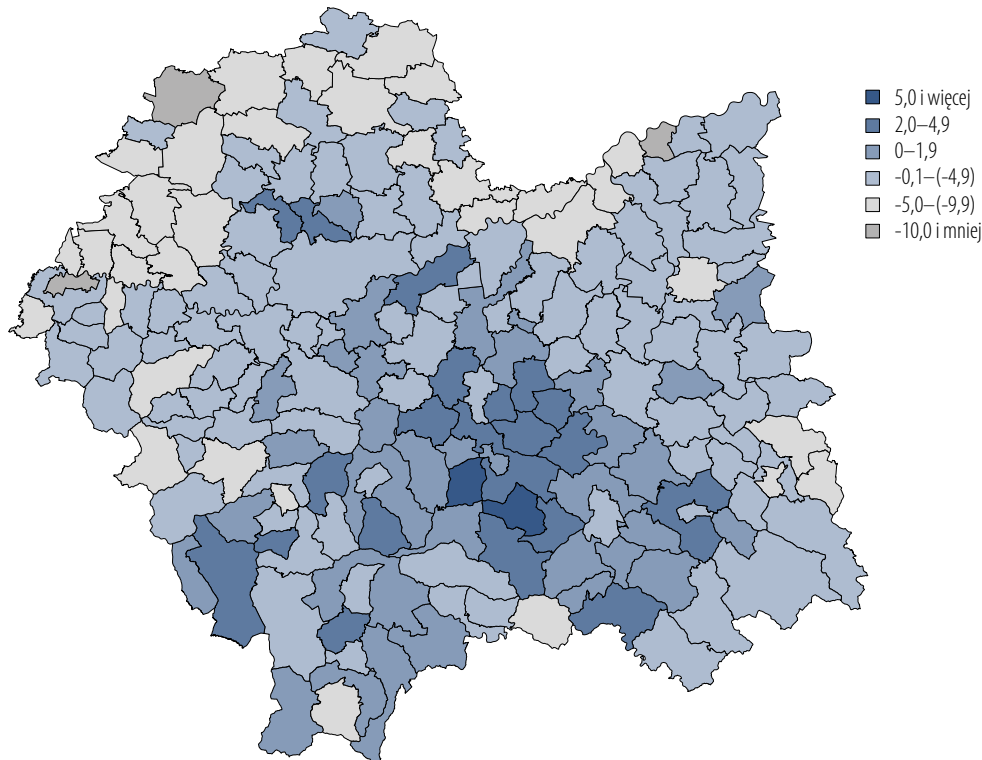 5,0 i więcej
2,0–4,9
0–1,9
-0,1–(-4,9)
-5,0–(-9,9)
-10,0 i mniej